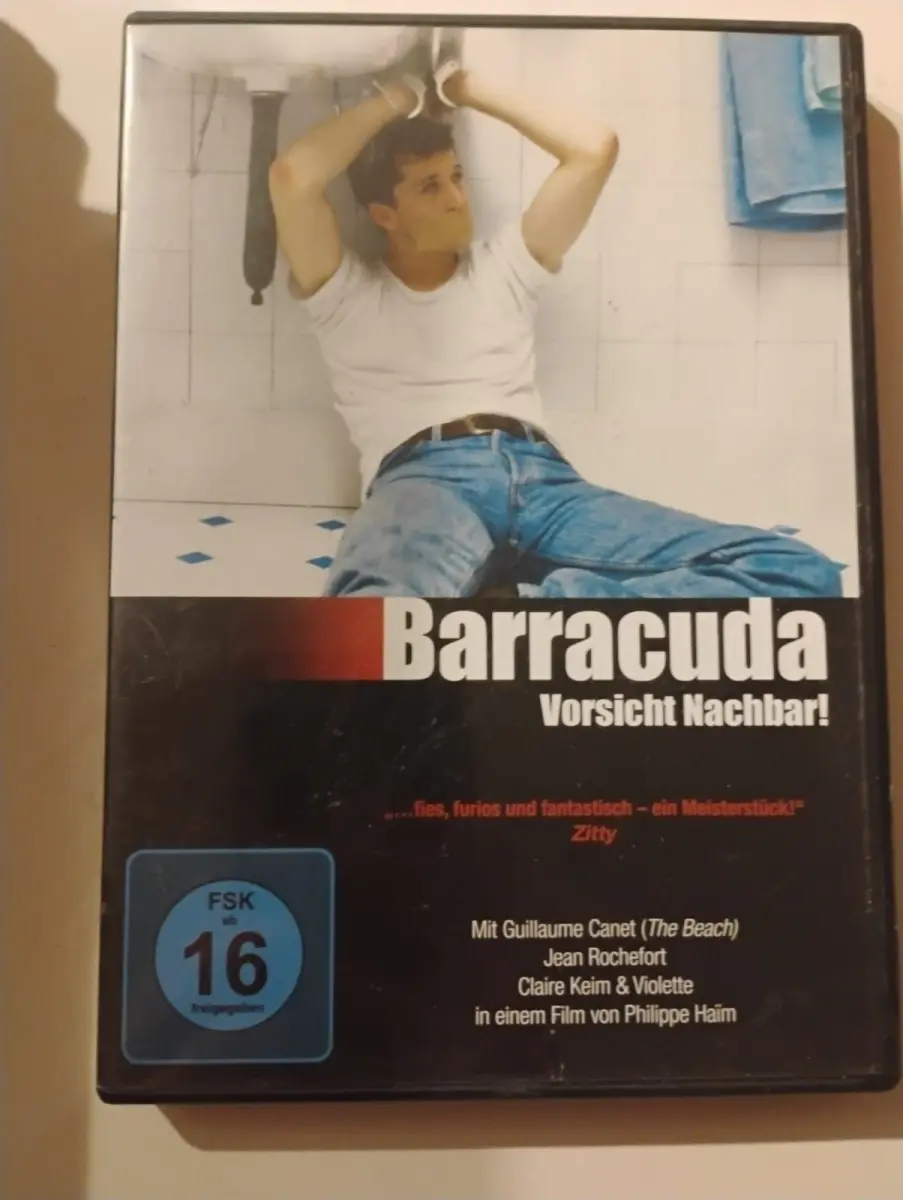 Barracuda
Vorsicht Nachbar!
„...fies, furios und fantastisch – ein Meisterstück!“
Zitty
FSK
ab
16
freigegeben
Mit Guillaume Canet (The Beach)
Jean Rochefort
Claire Keim & Violette
in einem Film von Philippe Haïm